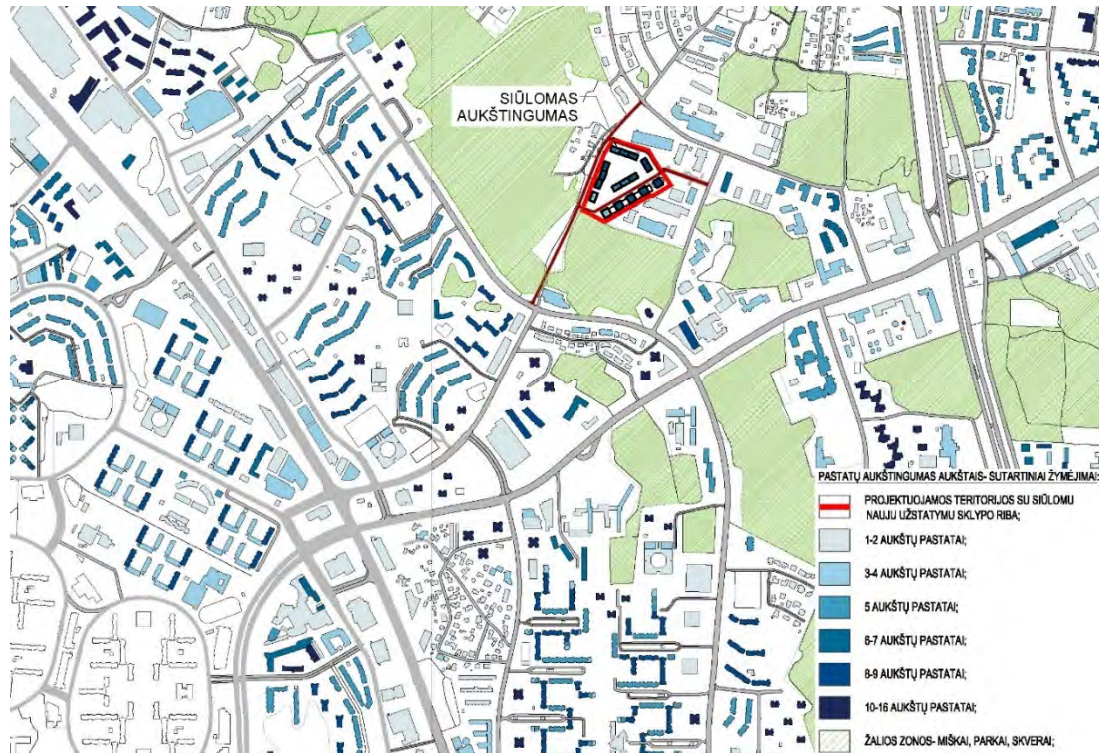 SIŪLOMAS
AUKŠTINGUMAS
PASTATŲ AUKŠTINGUMAS AUKŠTAIS- SUTARTINIAI ŽYMĖJIMAI:
PROJEKTUOJAMOS TERITORIJOS SU SIŪLOMU
NAUJU UŽSTATYMU SKLYPO RIBA;
1-2 AUKŠTŲ PASTATAI;
3-4 AUKŠTŲ PASTATAI;
5 AUKŠTŲ PASTATAI;
6-7 AUKŠTŲ PASTATAI;
8-9 AUKŠTŲ PASTATAI;
10-16 AUKŠTŲ PASTATAI;
ŽALIOS ZONOS- MIŠKAI, PARKAI, SKVERAI;